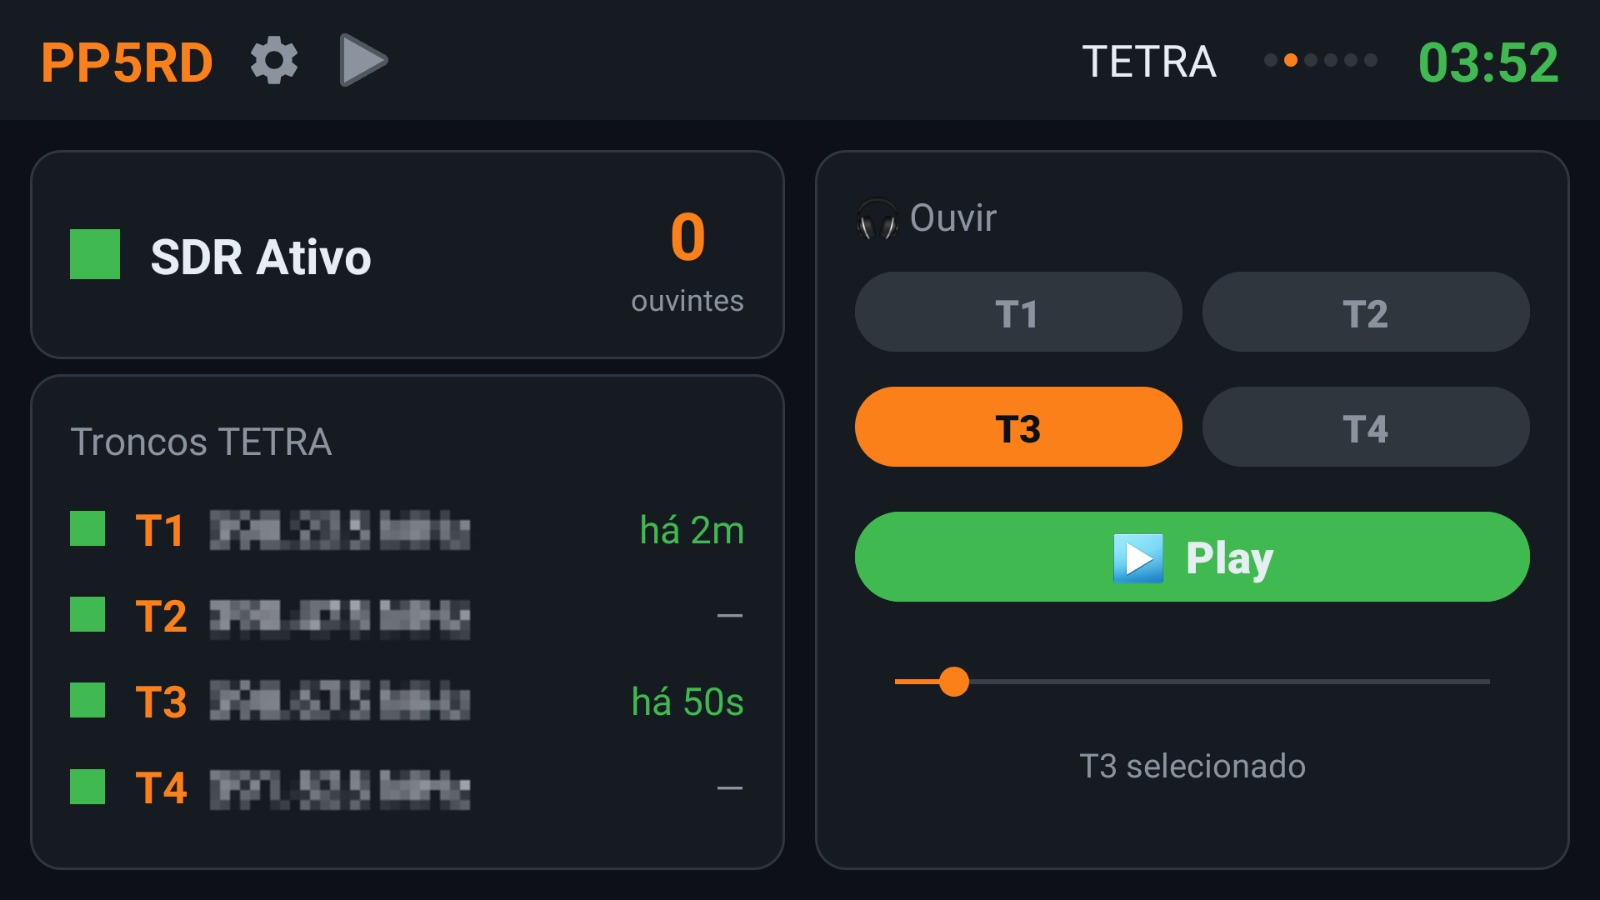 PP5RD
TETRA
03:52
SDR Ativo
0
ouvintes
Troncos TETRA
T1 há 2m
T2 —
T3 há 50s
T4 —
Ouvir
T1
T2
T3
T4
Play
T3 selecionado